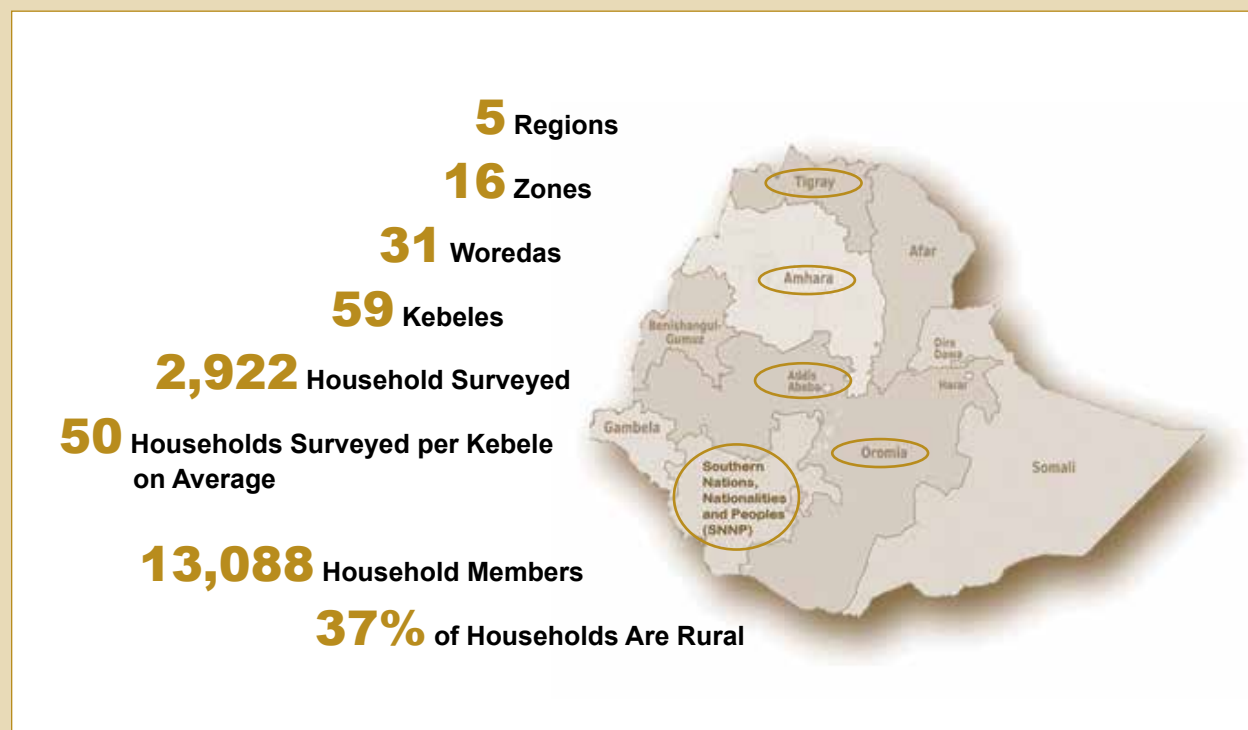 5 Regions
16 Zones
31 Woredas
59 Kebeles
2,922 Household Surveyed
50 Households Surveyed per Kebele
on Average
13,088 Household Members
37% of Households Are Rural
Tigray
Afar
Amhara
Benishangul-
Gumuz
Dire
Dawa
Addis
Ababa
Harar
Gambela
Oromia
Somali
Southern
Nations,
Nationalities
and Peoples
(SNNP)